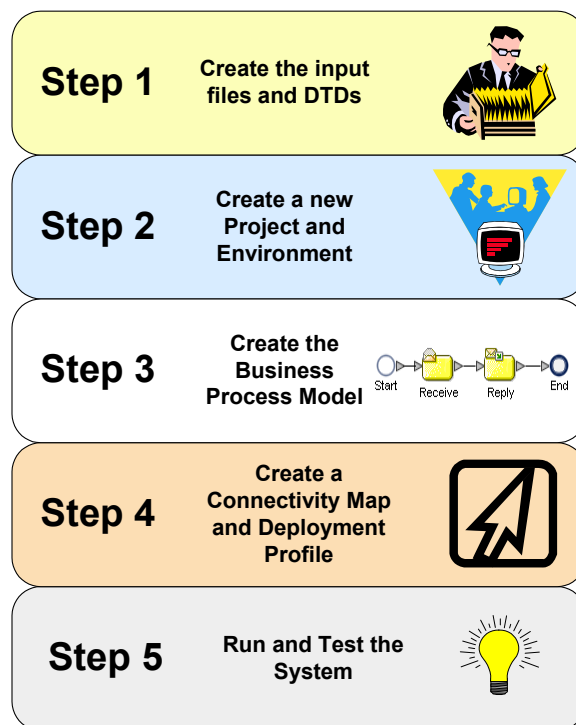 Step 1
Create the input
files and DTDs
Step 2
Create a new
Project and
Environment
Step 3
Create the
Business
Process Model
Start
Receive
Reply
End
Step 4
Create a
Connectivity Map
and Deployment
Profile
Step 5
Run and Test the
System